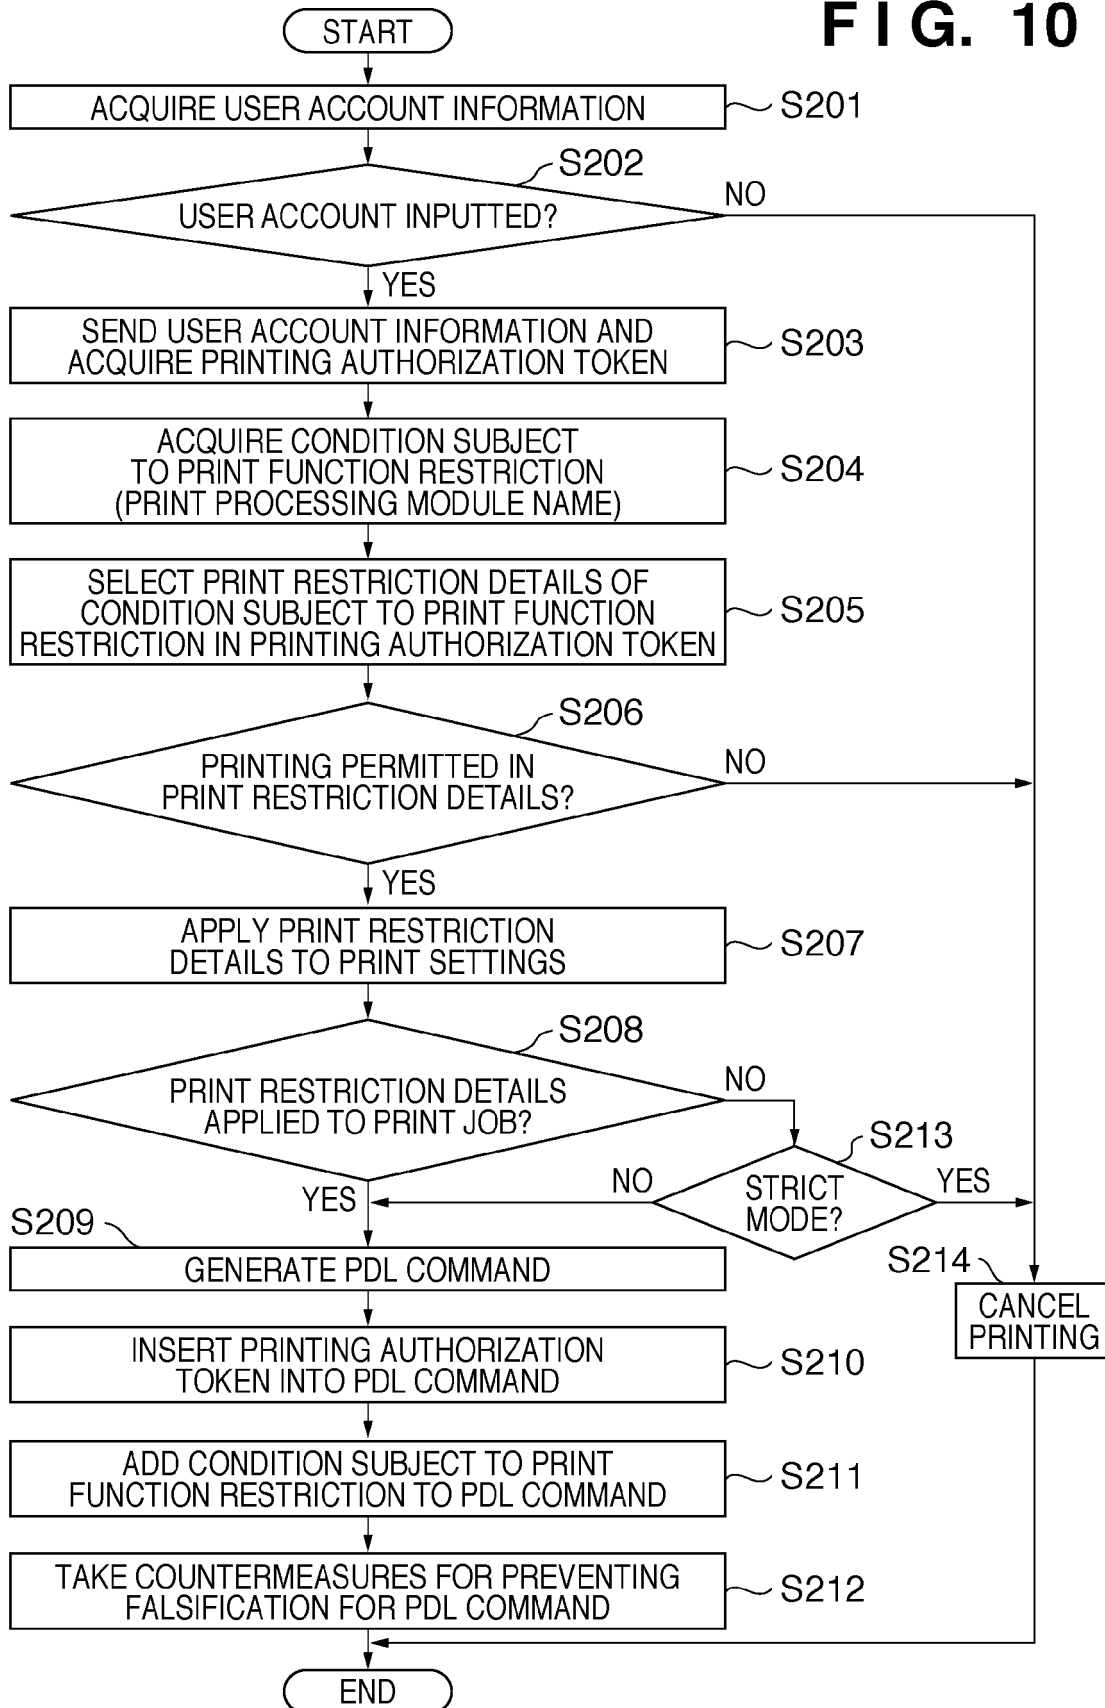 FIG. 10
START
ACQUIRE USER ACCOUNT INFORMATION
S201
S202
USER ACCOUNT INPUTTED?
NO
YES
SEND USER ACCOUNT INFORMATION AND
ACQUIRE PRINTING AUTHORIZATION TOKEN
S203
ACQUIRE CONDITION SUBJECT
TO PRINT FUNCTION RESTRICTION
(PRINT PROCESSING MODULE NAME)
S204
SELECT PRINT RESTRICTION DETAILS OF
CONDITION SUBJECT TO PRINT FUNCTION
RESTRICTION IN PRINTING AUTHORIZATION TOKEN
S205
S206
PRINTING PERMITTED IN
PRINT RESTRICTION DETAILS?
NO
YES
APPLY PRINT RESTRICTION
DETAILS TO PRINT SETTINGS
S207
S208
PRINT RESTRICTION DETAILS
APPLIED TO PRINT JOB?
NO
S213
STRICT
MODE?
NO
YES
YES
S209
GENERATE PDL COMMAND
S214
CANCEL
PRINTING
INSERT PRINTING AUTHORIZATION
TOKEN INTO PDL COMMAND
S210
ADD CONDITION SUBJECT TO PRINT
FUNCTION RESTRICTION TO PDL COMMAND
S211
TAKE COUNTERMEASURES FOR PREVENTING
FALSIFICATION FOR PDL COMMAND
S212
END